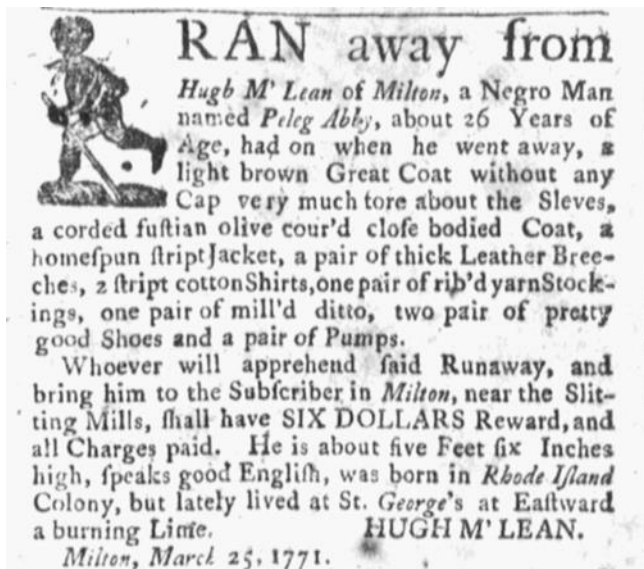 RAN away from
Hugh M' Lean of Milton, a Negro Man
named Peleg Abby, about 26 Years of
Age, had on when he went away, a
light brown Great Coat without any
Cap very much tore about the Sleves,
a corded fuſtian olive cour'd cloſe bodied Coat, a
homeſpun ſtript Jacket, a pair of thick Leather Bree-
ches, 2 ſtript cotton Shirts, one pair of rib'd yarn Stock-
ings, one pair of mill'd ditto, two pair of pretty
good Shoes and a pair of Pumps.
Whoever will apprehend ſaid Runaway, and
bring him to the Subſcriber in Milton, near the Slit-
ting Mills, ſhall have SIX DOLLARS Reward, and
all Charges paid. He is about five Feet ſix Inches
high, ſpeaks good Engliſh, was born in Rhode Iſland
Colony, but lately lived at St. George's at Eaſtward
a burning Lime. HUGH M' LEAN.
Milton, March 25, 1771.